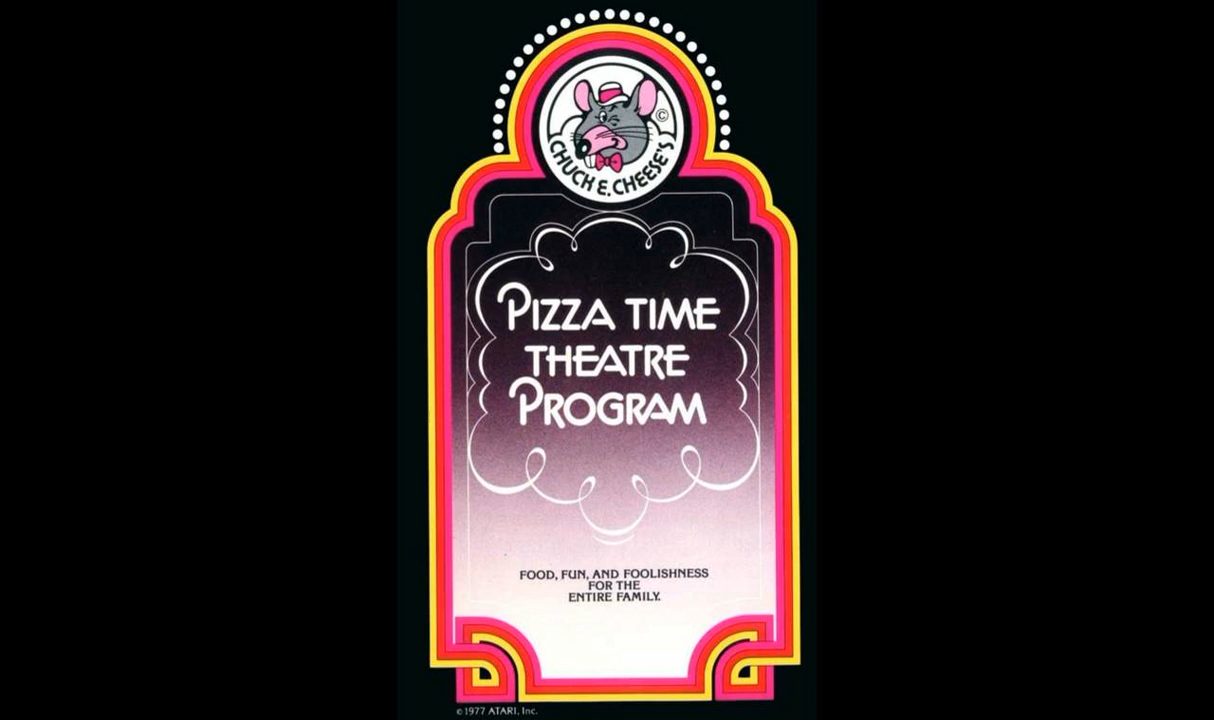 ©
CHUCK E. CHEESE'S
PIZZA TIME
THEATRE
PROGRAM
FOOD, FUN, AND FOOLISHNESS
FOR THE
ENTIRE FAMILY.
©1977 ATARI, Inc.